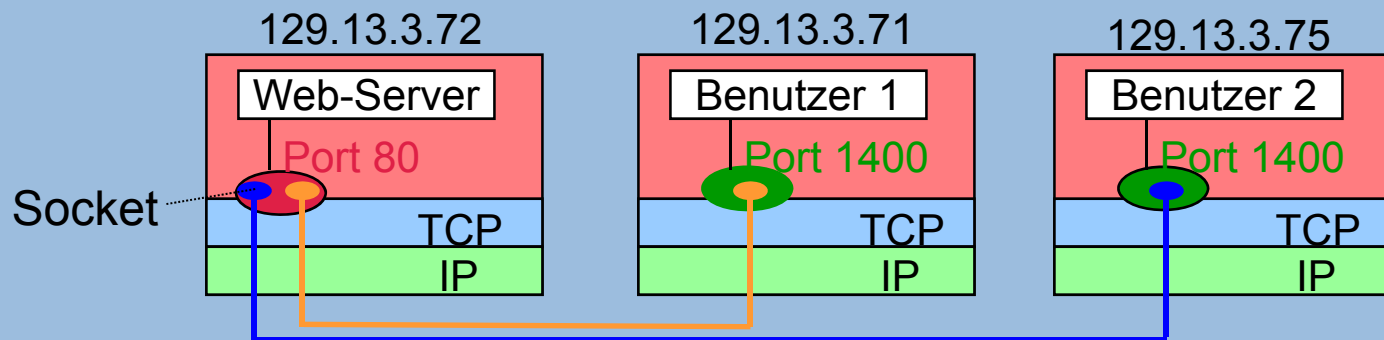 129.13.3.72
129.13.3.71
129.13.3.75
Web-Server
Benutzer 1
Benutzer 2
Port 80
Port 1400
Port 1400
Socket
TCP
TCP
TCP
IP
IP
IP